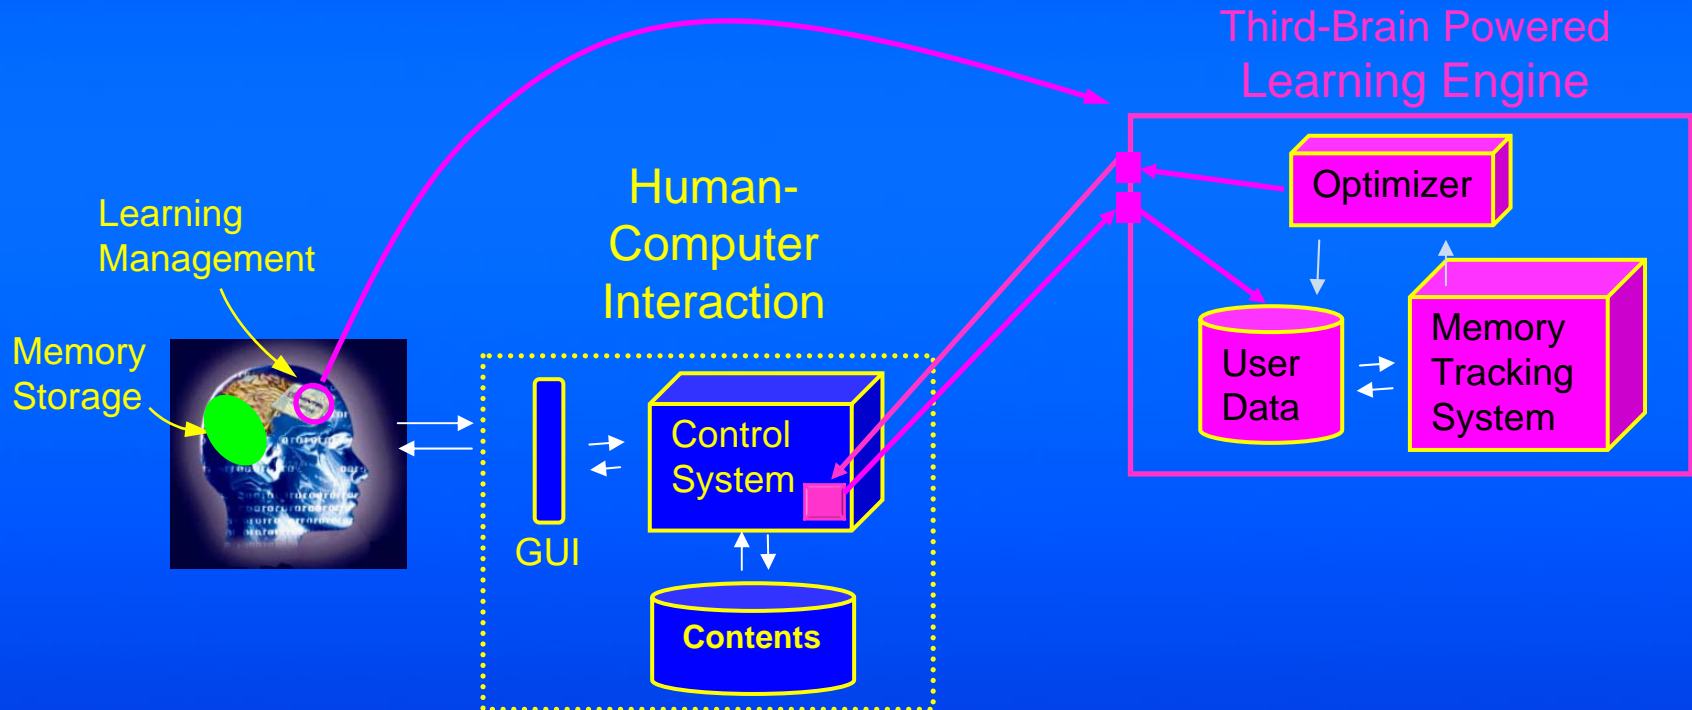 Third-Brain Powered
Learning Engine
Optimizer
User
Data
Memory
Tracking
System
Human-
Computer
Interaction
Learning
Management
Memory
Storage
Control
System
GUI
Contents